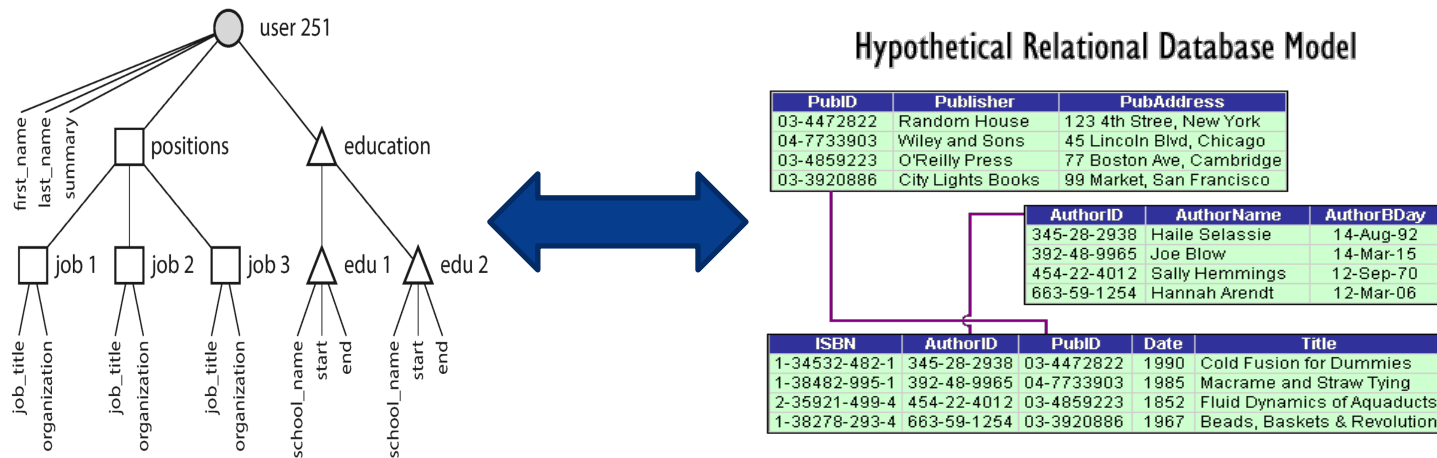 user 251
first_name
last_name
summary
positions
education
job 1
job 2
job 3
edu 1
edu 2
job_title
organization
job_title
organization
job_title
organization
school_name
start
end
school_name
start
end
Hypothetical Relational Database Model
PubID Publisher PubAddress
03-4472822 Random House 123 4th Stree, New York
04-7733903 Wiley and Sons 45 Lincoln Blvd, Chicago
03-4859223 O'Reilly Press 77 Boston Ave, Cambridge
03-3920886 City Lights Books 99 Market, San Francisco
AuthorID AuthorName AuthorBDay
345-28-2938 Haile Selassie 14-Aug-92
392-48-9965 Joe Blow 14-Mar-15
454-22-4012 Sally Hemmings 12-Sep-70
663-59-1254 Hannah Arendt 12-Mar-06
ISBN AuthorID PubID Date Title
1-34532-482-1 345-28-2938 03-4472822 1990 Cold Fusion for Dummies
1-38482-995-1 392-48-9965 04-7733903 1985 Macrame and Straw Tying
2-35921-499-4 454-22-4012 03-4859223 1852 Fluid Dynamics of Aquaducts
1-38278-293-4 663-59-1254 03-3920886 1967 Beads, Baskets & Revolution